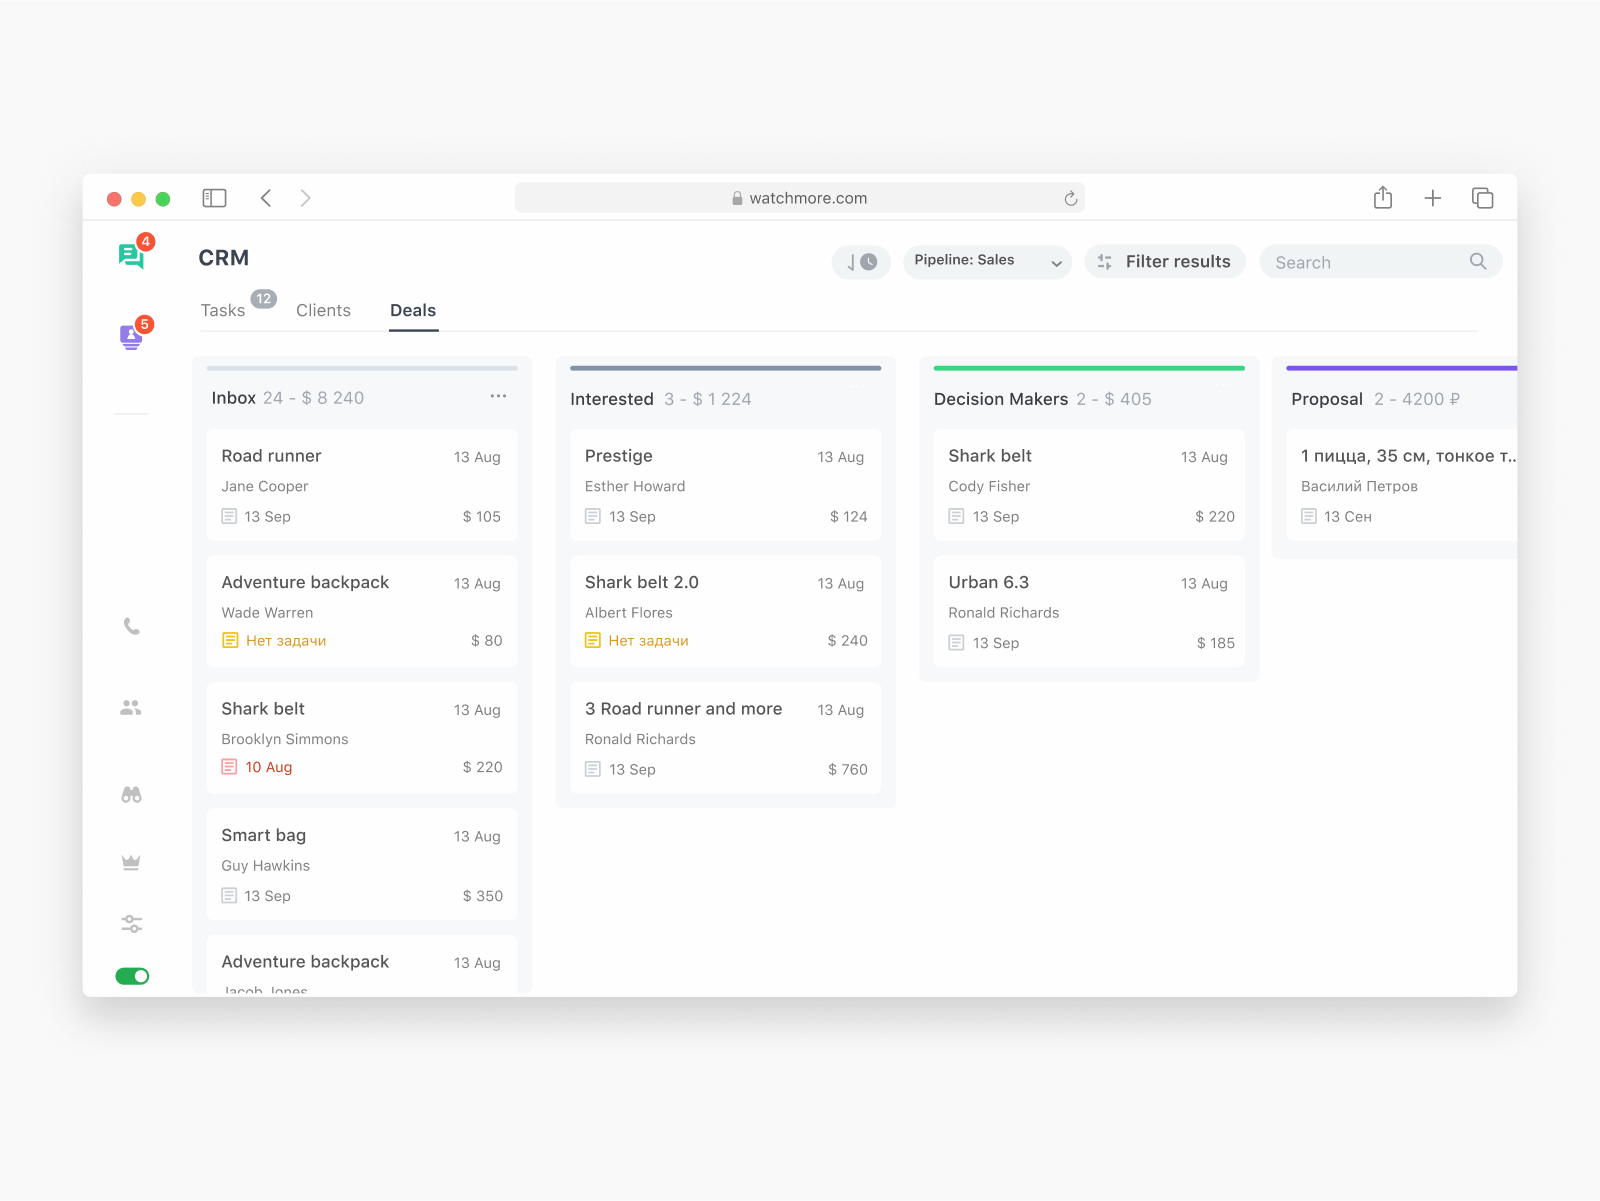 watchmore.com
4
CRM
Pipeline: Sales
Filter results
Search
Tasks 12
Clients
Deals
5
Inbox 24 - $ 8 240
Road runner 13 Aug
Jane Cooper
13 Sep $ 105
Adventure backpack 13 Aug
Wade Warren
Нет задачи $ 80
Shark belt 13 Aug
Brooklyn Simmons
10 Aug $ 220
Smart bag 13 Aug
Guy Hawkins
13 Sep $ 350
Adventure backpack 13 Aug
Jacob Jones
Interested 3 - $ 1 224
Prestige 13 Aug
Esther Howard
13 Sep $ 124
Shark belt 2.0 13 Aug
Albert Flores
Нет задачи $ 240
3 Road runner and more 13 Aug
Ronald Richards
13 Sep $ 760
Decision Makers 2 - $ 405
Shark belt 13 Aug
Cody Fisher
13 Sep $ 220
Urban 6.3 13 Aug
Ronald Richards
13 Sep $ 185
Proposal 2 - 4200 ₽
1 пицца, 35 см, тонкое т..
Василий Петров
13 Сен